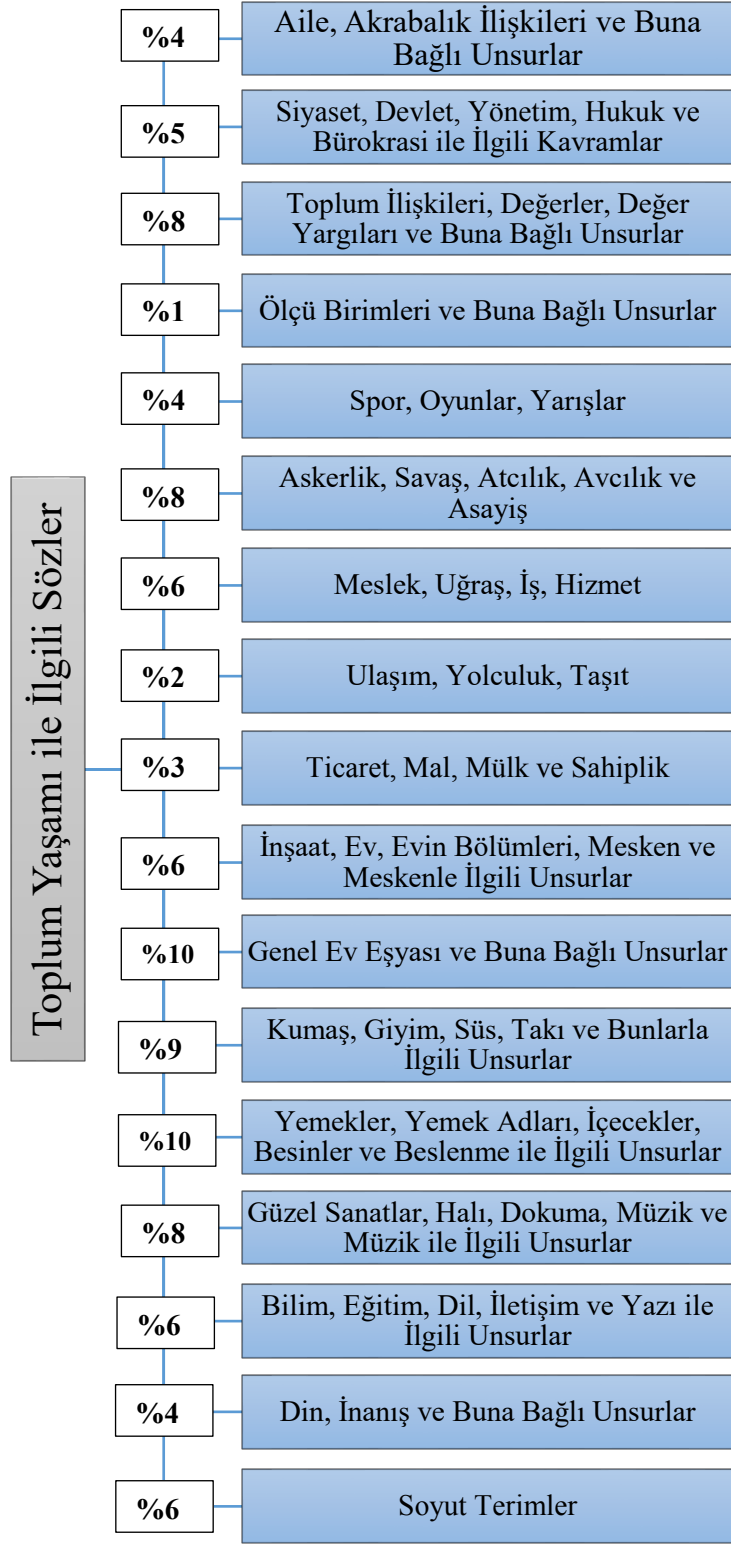 Toplum Yaşamı ile İlgili Sözler
%4
Aile, Akrabalık İlişkileri ve Buna
Bağlı Unsurlar
%5
Siyaset, Devlet, Yönetim, Hukuk ve
Bürokrasi ile İlgili Kavramlar
%8
Toplum İlişkileri, Değerler, Değer
Yargıları ve Buna Bağlı Unsurlar
%1
Ölçü Birimleri ve Buna Bağlı Unsurlar
%4
Spor, Oyunlar, Yarışlar
%8
Askerlik, Savaş, Atcılık, Avcılık ve
Asayiş
%6
Meslek, Uğraş, İş, Hizmet
%2
Ulaşım, Yolculuk, Taşıt
%3
Ticaret, Mal, Mülk ve Sahiplik
%6
İnşaat, Ev, Evin Bölümleri, Mesken ve
Meskenle İlgili Unsurlar
%10
Genel Ev Eşyası ve Buna Bağlı Unsurlar
%9
Kumaş, Giyim, Süs, Takı ve Bunlarla
İlgili Unsurlar
%10
Yemekler, Yemek Adları, İçecekler,
Besinler ve Beslenme ile İlgili Unsurlar
%8
Güzel Sanatlar, Halı, Dokuma, Müzik ve
Müzik ile İlgili Unsurlar
%6
Bilim, Eğitim, Dil, İletişim ve Yazı ile
İlgili Unsurlar
%4
Din, İnanış ve Buna Bağlı Unsurlar
%6
Soyut Terimler